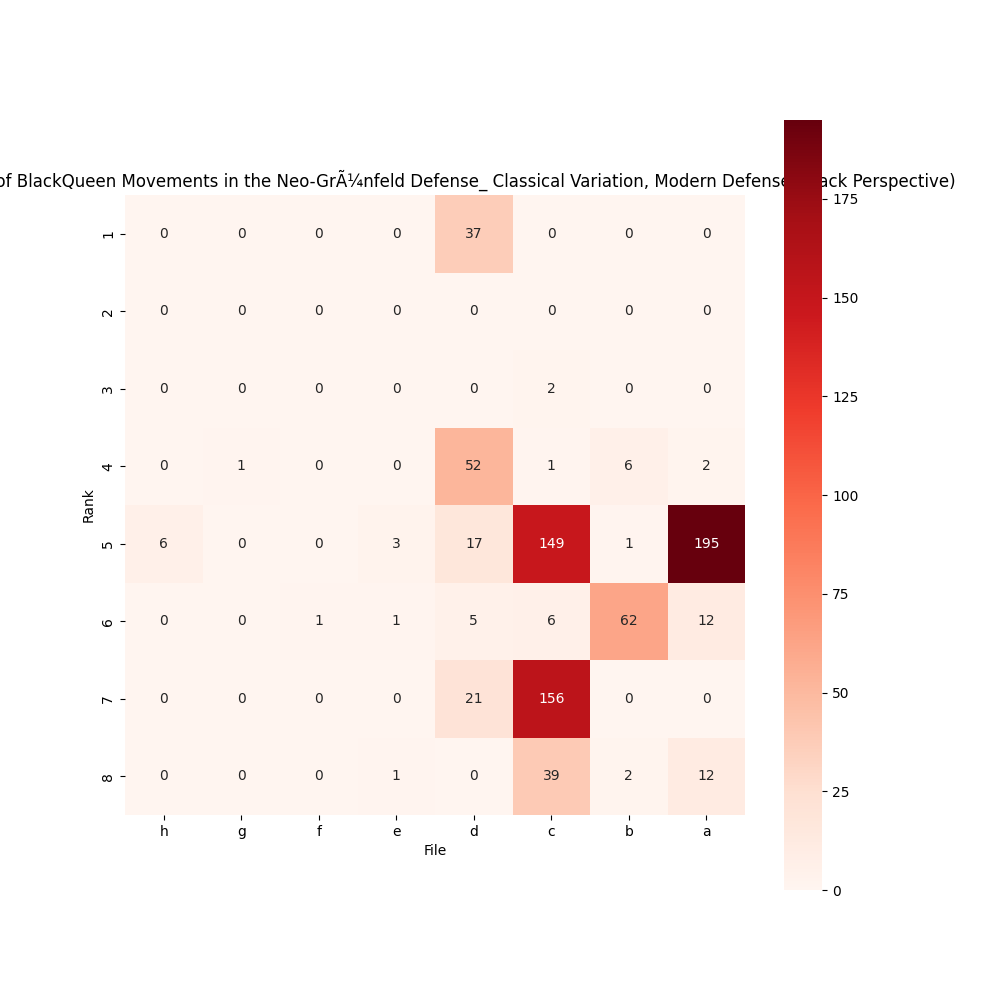 of BlackQueen Movements in the Neo-GrÃ¼nfeld Defense_ Classical Variation, Modern Defense ack Perspective)
1 0 0 0 0 37 0 0 0
2 0 0 0 0 0 0 0 0
3 0 0 0 0 0 2 0 0
4 0 1 0 0 52 1 6 2
5 6 0 0 3 17 149 1 195
6 0 0 1 1 5 6 62 12
7 0 0 0 0 21 156 0 0
8 0 0 0 1 0 39 2 12
h g f e d c b a
File
Rank
175
150
125
100
75
50
25
0